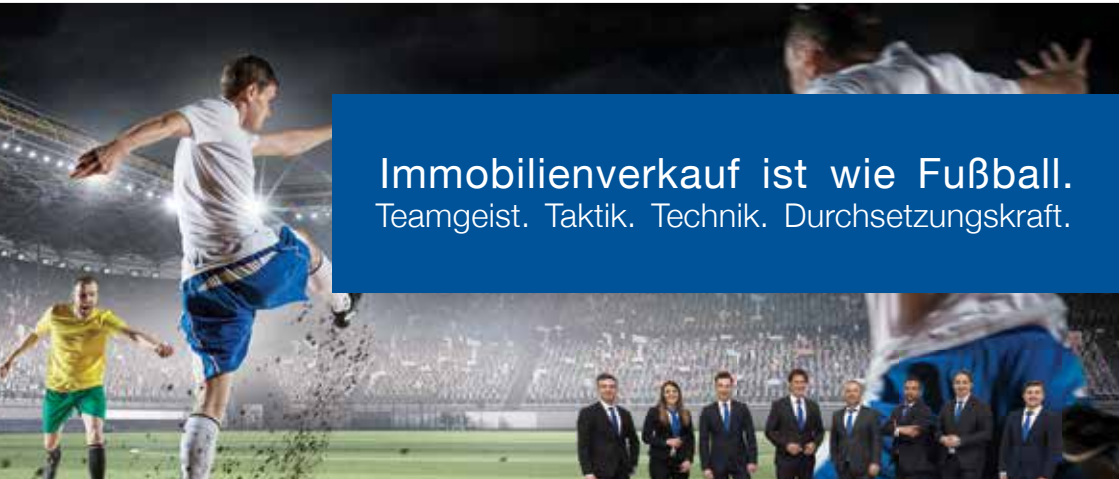 Immobilienverkauf ist wie Fußball.
Teamgeist. Taktik. Technik. Durchsetzungskraft.